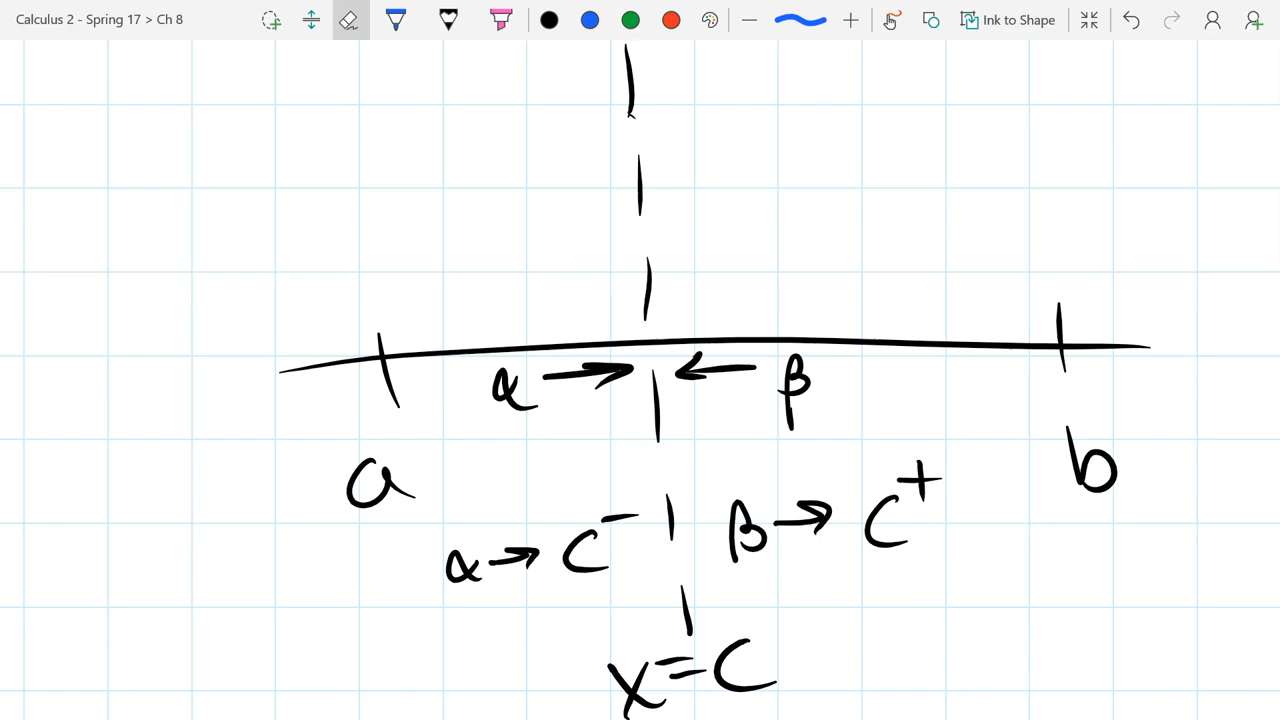 Calculus 2 - Spring 17 > Ch 8
Ink to Shape
α → ← β
a b
α → C⁻ β → C⁺
x = C